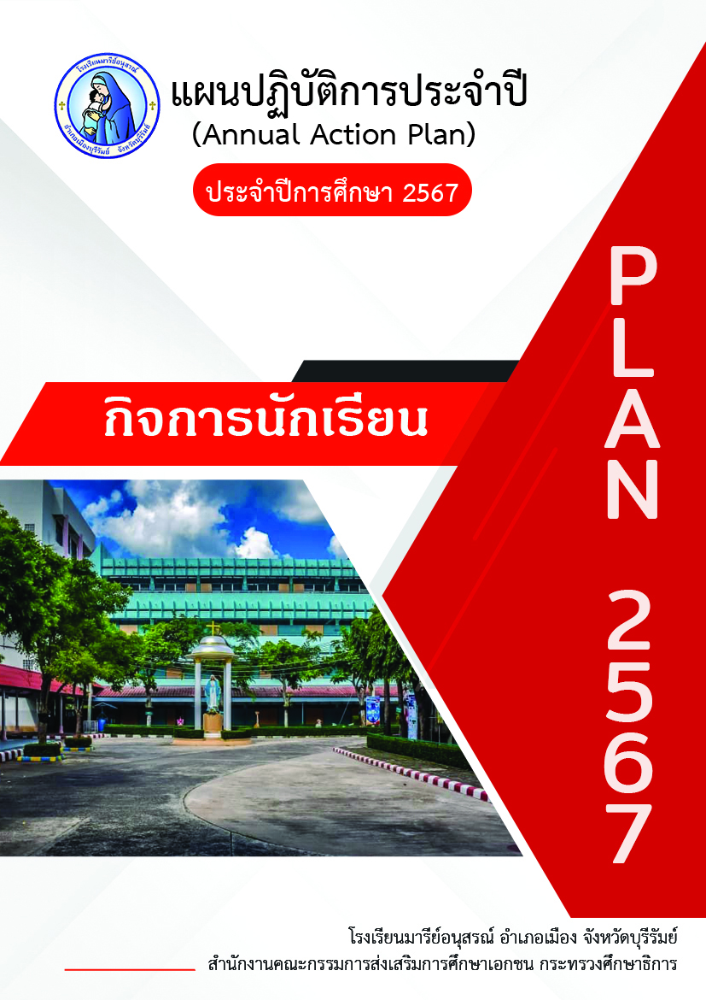 โรงเรียนมารีย์อนุสรณ์
อำเภอเมืองบุรีรัมย์ จังหวัดบุรีรัมย์
แผนปฏิบัติการประจำปี
(Annual Action Plan)
ประจำปีการศึกษา 2567
PLAN 2567
กิจการนักเรียน
โรงเรียนมารีย์อนุสรณ์ อำเภอเมือง จังหวัดบุรีรัมย์
สำนักงานคณะกรรมการส่งเสริมการศึกษาเอกชน กระทรวงศึกษาธิการ